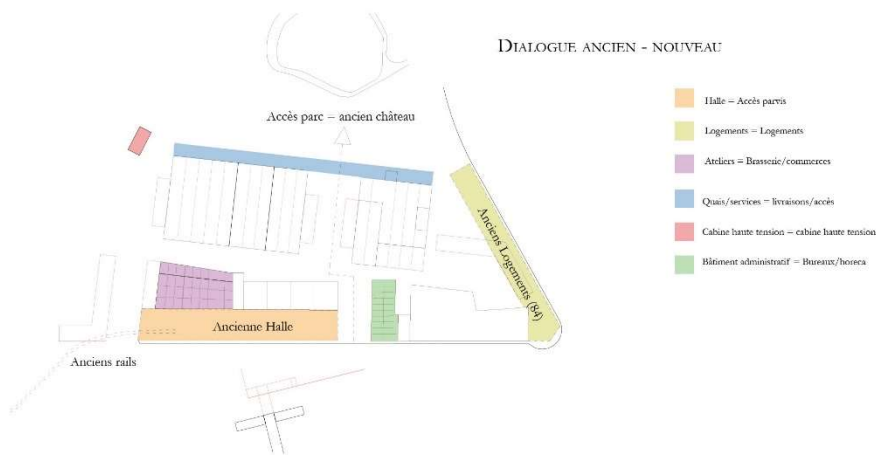 DIALOGUE ANCIEN - NOUVEAU
Accès parc – ancien château
Halle = Accès parvis
Logements = Logements
Ateliers = Brasserie/commerces
Quais/services = livraisons/accès
Cabine haute tension – cabine haute tension
Bâtiment administratif = Bureaux/horeca
Anciens Logements (84)
Ancienne Halle
Anciens rails